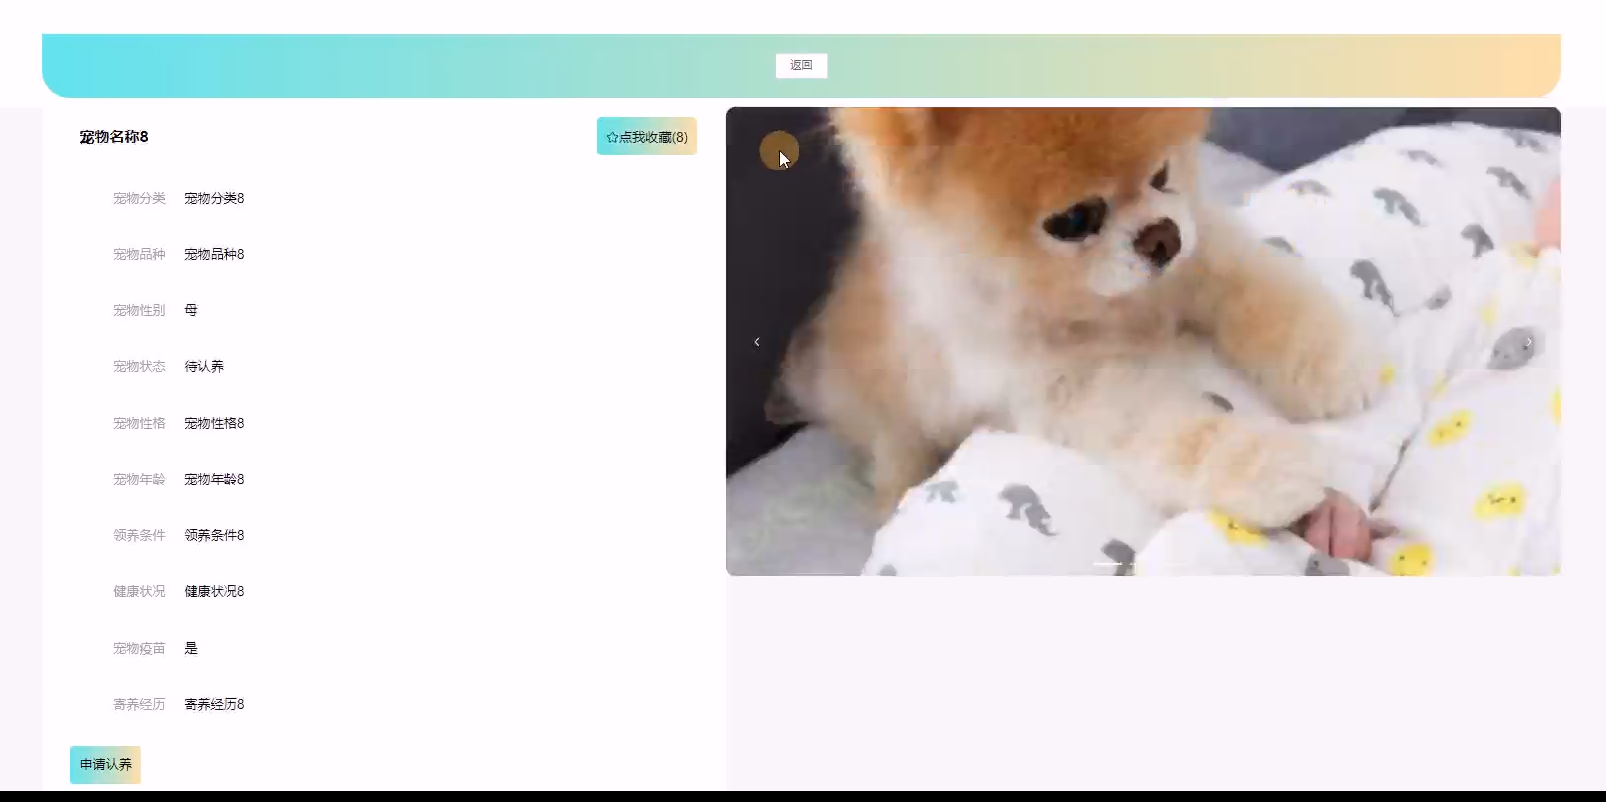 返回
宠物名称8
☆点我收藏(8)
宠物分类 宠物分类8
宠物品种 宠物品种8
宠物性别 母
宠物状态 待认养
宠物性格 宠物性格8
宠物年龄 宠物年龄8
领养条件 领养条件8
健康状况 健康状况8
宠物疫苗 是
寄养经历 寄养经历8
申请认养